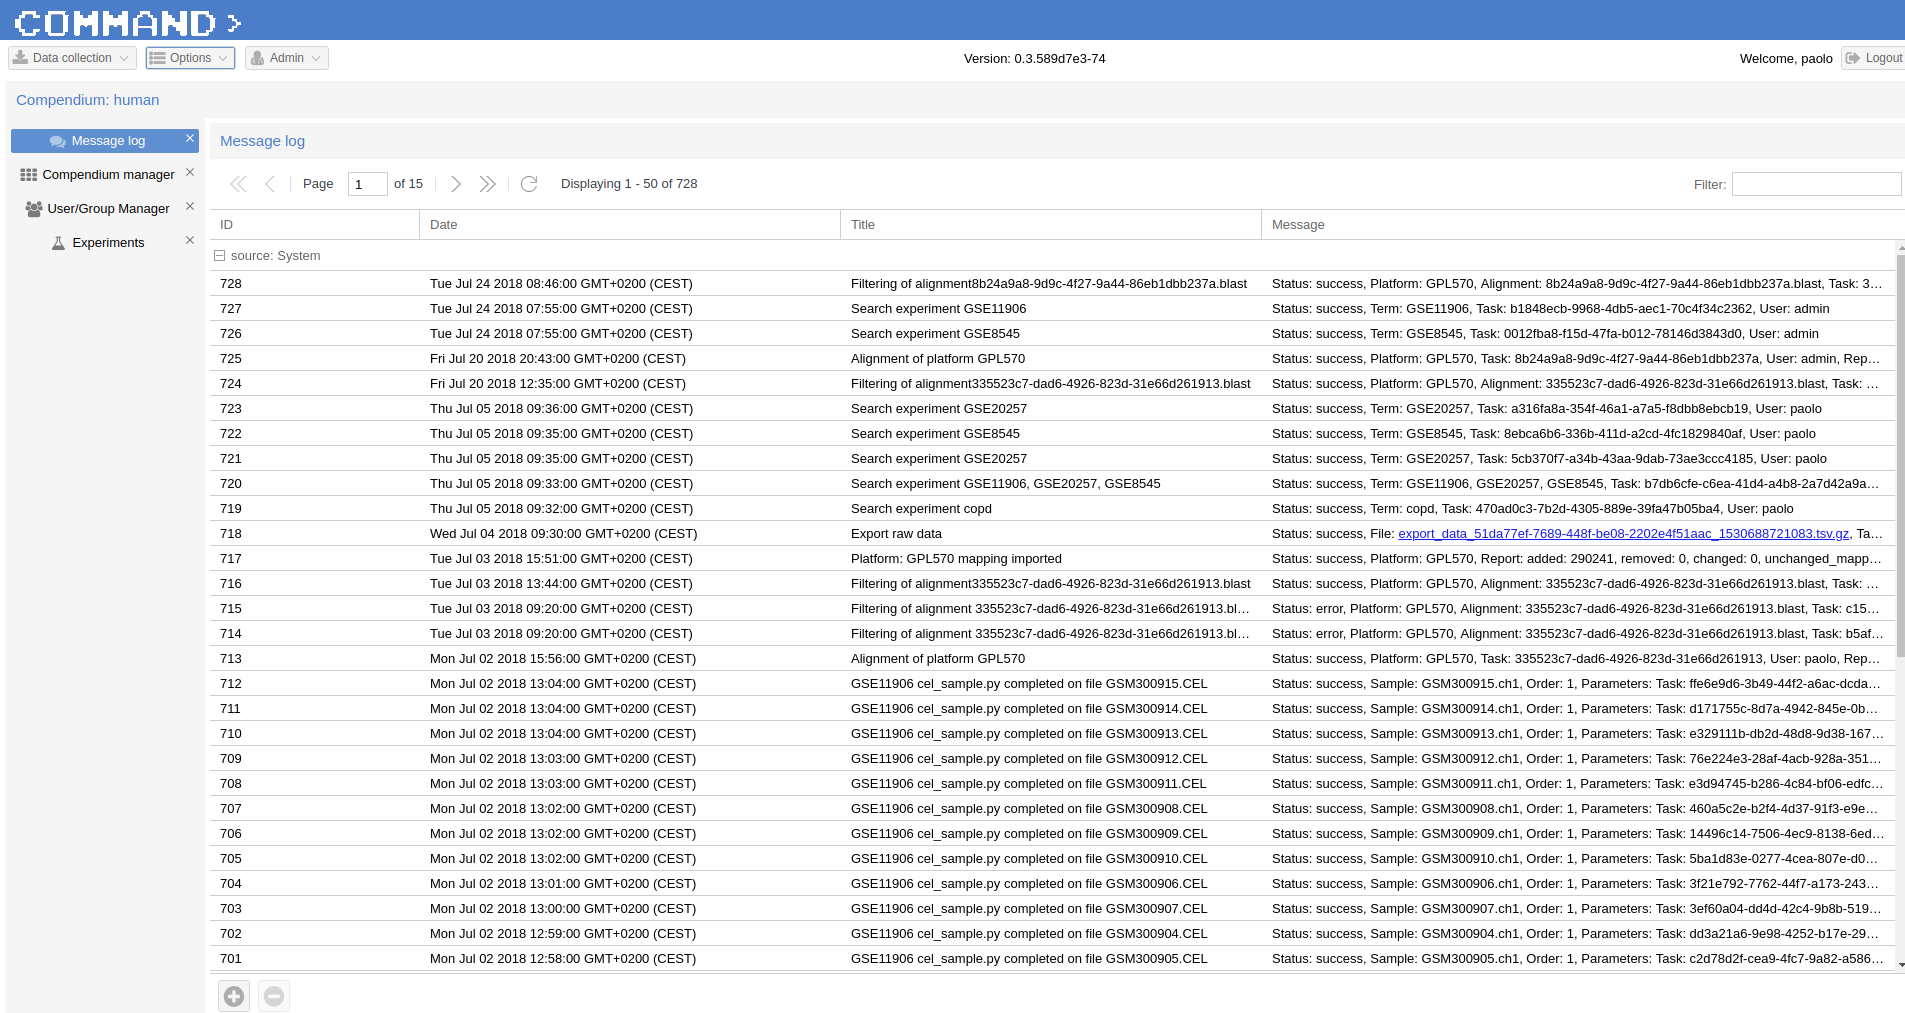 COMMAND >
Data collection Options Admin Version: 0.3.589d7e3-74 Welcome, paolo Logout
Compendium: human
Message log
Compendium manager
User/Group Manager
Experiments
Message log
Page 1 of 15 Displaying 1 - 50 of 728 Filter:
ID Date Title Message
source: System
728 Tue Jul 24 2018 08:46:00 GMT+0200 (CEST) Filtering of alignment8b24a9a8-9d9c-4f27-9a44-86eb1dbb237a.blast Status: success, Platform: GPL570, Alignment: 8b24a9a8-9d9c-4f27-9a44-86eb1dbb237a.blast, Task: 3...
727 Tue Jul 24 2018 07:55:00 GMT+0200 (CEST) Search experiment GSE11906 Status: success, Term: GSE11906, Task: b1848ecb-9968-4db5-aec1-70c4f34c2362, User: admin
726 Tue Jul 24 2018 07:55:00 GMT+0200 (CEST) Search experiment GSE8545 Status: success, Term: GSE8545, Task: 0012fba8-f15d-47fa-b012-78146d3843d0, User: admin
725 Fri Jul 20 2018 20:43:00 GMT+0200 (CEST) Alignment of platform GPL570 Status: success, Platform: GPL570, Task: 8b24a9a8-9d9c-4f27-9a44-86eb1dbb237a, User: admin, Rep...
724 Fri Jul 20 2018 12:35:00 GMT+0200 (CEST) Filtering of alignment335523c7-dad6-4926-823d-31e66d261913.blast Status: success, Platform: GPL570, Alignment: 335523c7-dad6-4926-823d-31e66d261913.blast, Task: ...
723 Thu Jul 05 2018 09:36:00 GMT+0200 (CEST) Search experiment GSE20257 Status: success, Term: GSE20257, Task: a316fa8a-354f-46a1-a7a5-f8dbb8ebcb19, User: paolo
722 Thu Jul 05 2018 09:35:00 GMT+0200 (CEST) Search experiment GSE8545 Status: success, Term: GSE8545, Task: 8ebca6b6-336b-411d-a2cd-4fc1829840af, User: paolo
721 Thu Jul 05 2018 09:35:00 GMT+0200 (CEST) Search experiment GSE20257 Status: success, Term: GSE20257, Task: 5cb370f7-a34b-43aa-9dab-73ae3ccc4185, User: paolo
720 Thu Jul 05 2018 09:33:00 GMT+0200 (CEST) Search experiment GSE11906, GSE20257, GSE8545 Status: success, Term: GSE11906, GSE20257, GSE8545, Task: b7db6cfe-c6ea-41d4-a4b8-2a7d42a9a...
719 Thu Jul 05 2018 09:32:00 GMT+0200 (CEST) Search experiment copd Status: success, Term: copd, Task: 470ad0c3-7b2d-4305-889e-39fa47b05ba4, User: paolo
718 Wed Jul 04 2018 09:30:00 GMT+0200 (CEST) Export raw data Status: success, File: export_data_51da77ef-7689-448f-be08-2202e4f51aac_1530688721083.tsv.gz, Ta...
717 Tue Jul 03 2018 15:51:00 GMT+0200 (CEST) Platform: GPL570 mapping imported Status: success, Platform: GPL570, Report: added: 290241, removed: 0, changed: 0, unchanged_mapp...
716 Tue Jul 03 2018 13:44:00 GMT+0200 (CEST) Filtering of alignment335523c7-dad6-4926-823d-31e66d261913.blast Status: success, Platform: GPL570, Alignment: 335523c7-dad6-4926-823d-31e66d261913.blast, Task: ...
715 Tue Jul 03 2018 09:20:00 GMT+0200 (CEST) Filtering of alignment 335523c7-dad6-4926-823d-31e66d261913.bl... Status: error, Platform: GPL570, Alignment: 335523c7-dad6-4926-823d-31e66d261913.blast, Task: c15...
714 Tue Jul 03 2018 09:20:00 GMT+0200 (CEST) Filtering of alignment 335523c7-dad6-4926-823d-31e66d261913.bl... Status: error, Platform: GPL570, Alignment: 335523c7-dad6-4926-823d-31e66d261913.blast, Task: b5af...
713 Mon Jul 02 2018 15:56:00 GMT+0200 (CEST) Alignment of platform GPL570 Status: success, Platform: GPL570, Task: 335523c7-dad6-4926-823d-31e66d261913, User: paolo, Rep...
712 Mon Jul 02 2018 13:04:00 GMT+0200 (CEST) GSE11906 cel_sample.py completed on file GSM300915.CEL Status: success, Sample: GSM300915.ch1, Order: 1, Parameters: Task: ffe6e9d6-3b49-44f2-a6ac-dcda...
711 Mon Jul 02 2018 13:04:00 GMT+0200 (CEST) GSE11906 cel_sample.py completed on file GSM300914.CEL Status: success, Sample: GSM300914.ch1, Order: 1, Parameters: Task: d171755c-8d7a-4942-845e-0b...
710 Mon Jul 02 2018 13:04:00 GMT+0200 (CEST) GSE11906 cel_sample.py completed on file GSM300913.CEL Status: success, Sample: GSM300913.ch1, Order: 1, Parameters: Task: e329111b-db2d-48d8-9d38-167...
709 Mon Jul 02 2018 13:03:00 GMT+0200 (CEST) GSE11906 cel_sample.py completed on file GSM300912.CEL Status: success, Sample: GSM300912.ch1, Order: 1, Parameters: Task: 76e224e3-28af-4acb-928a-351...
708 Mon Jul 02 2018 13:03:00 GMT+0200 (CEST) GSE11906 cel_sample.py completed on file GSM300911.CEL Status: success, Sample: GSM300911.ch1, Order: 1, Parameters: Task: e3d94745-b286-4c84-bf06-edfc...
707 Mon Jul 02 2018 13:02:00 GMT+0200 (CEST) GSE11906 cel_sample.py completed on file GSM300908.CEL Status: success, Sample: GSM300908.ch1, Order: 1, Parameters: Task: 460a5c2e-b2f4-4d37-91f3-e9e...
706 Mon Jul 02 2018 13:02:00 GMT+0200 (CEST) GSE11906 cel_sample.py completed on file GSM300909.CEL Status: success, Sample: GSM300909.ch1, Order: 1, Parameters: Task: 14496c14-7506-4ec9-8138-6ed...
705 Mon Jul 02 2018 13:02:00 GMT+0200 (CEST) GSE11906 cel_sample.py completed on file GSM300910.CEL Status: success, Sample: GSM300910.ch1, Order: 1, Parameters: Task: 5ba1d83e-0277-4cea-807e-d0...
704 Mon Jul 02 2018 13:01:00 GMT+0200 (CEST) GSE11906 cel_sample.py completed on file GSM300906.CEL Status: success, Sample: GSM300906.ch1, Order: 1, Parameters: Task: 3f21e792-7762-44f7-a173-243...
703 Mon Jul 02 2018 13:00:00 GMT+0200 (CEST) GSE11906 cel_sample.py completed on file GSM300907.CEL Status: success, Sample: GSM300907.ch1, Order: 1, Parameters: Task: 3ef60a04-dd4d-42c4-9b8b-519...
702 Mon Jul 02 2018 12:59:00 GMT+0200 (CEST) GSE11906 cel_sample.py completed on file GSM300904.CEL Status: success, Sample: GSM300904.ch1, Order: 1, Parameters: Task: dd3a21a6-9e98-4252-b17e-29...
701 Mon Jul 02 2018 12:58:00 GMT+0200 (CEST) GSE11906 cel_sample.py completed on file GSM300905.CEL Status: success, Sample: GSM300905.ch1, Order: 1, Parameters: Task: c2d78d2f-cea9-4fc7-9a82-a586...